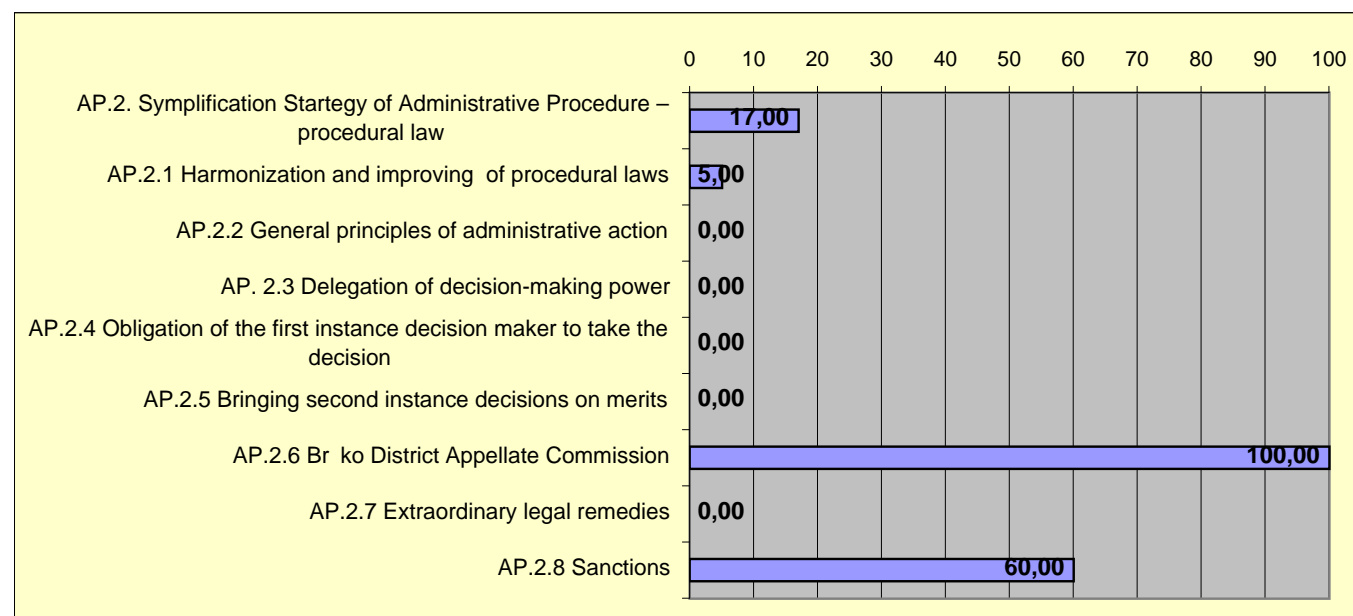 0 10 20 30 40 50 60 70 80 90 100
AP.2. Symplification Startegy of Administrative Procedure –
procedural law
17,00
AP.2.1 Harmonization and improving of procedural laws
5,00
AP.2.2 General principles of administrative action
0,00
AP. 2.3 Delegation of decision-making power
0,00
AP.2.4 Obligation of the first instance decision maker to take the
decision
0,00
AP.2.5 Bringing second instance decisions on merits
0,00
AP.2.6 Br ko District Appellate Commission
100,00
AP.2.7 Extraordinary legal remedies
0,00
AP.2.8 Sanctions
60,00